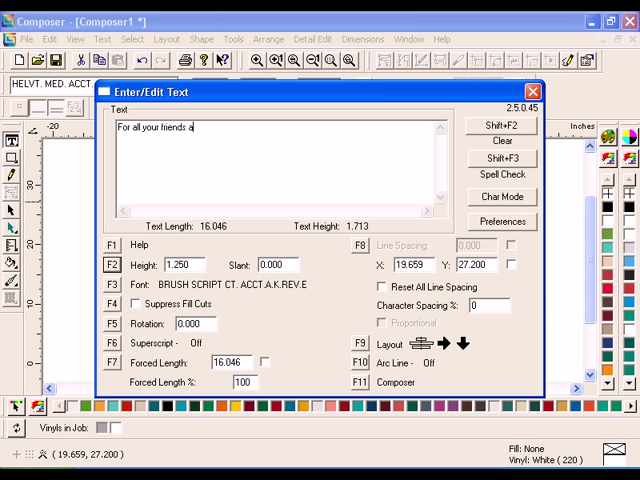 Composer - [Composer1 *]
File Edit View Text Select Layout Shape Tools Arrange Detail Edit Dimensions Window Help
HELVT. MED. ACCT.
Enter/Edit Text
2.5.0.45
Text
For all your friends a
Shift+F2
Clear
Shift+F3
Spell Check
Char Mode
Preferences
Text Length: 16.046 Text Height: 1.713
F1 Help F8 Line Spacing: 0.000
F2 Height: 1.250 Slant: 0.000 X: 19.659 Y: 27.200
F3 Font: BRUSH SCRIPT CT. ACCT.A.K.REV.E Reset All Line Spacing
F4 Suppress Fill Cuts Character Spacing %: 0
F5 Rotation: 0.000 Proportional
F6 Superscript - Off F9 Layout
F7 Forced Length: 16.046 F10 Arc Line - Off
Forced Length %: 100 F11 Composer
-20
Inches
30
20
10
0
Vinyls in Job:
(19.659, 27.200)
Fill: None
Vinyl: White ( 220 )